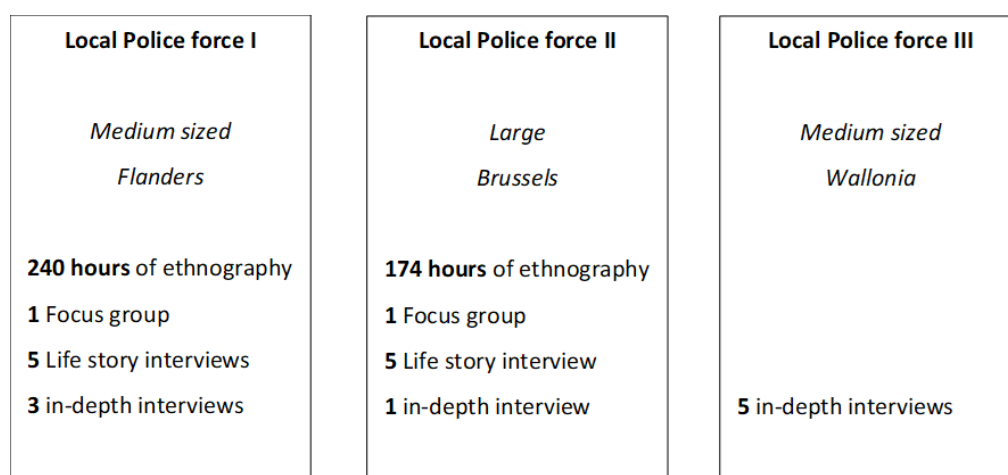 Local Police force I
Medium sized
Flanders
240 hours of ethnography
1 Focus group
5 Life story interviews
3 in-depth interviews
Local Police force II
Large
Brussels
174 hours of ethnography
1 Focus group
5 Life story interview
1 in-depth interview
Local Police force III
Medium sized
Wallonia
5 in-depth interviews